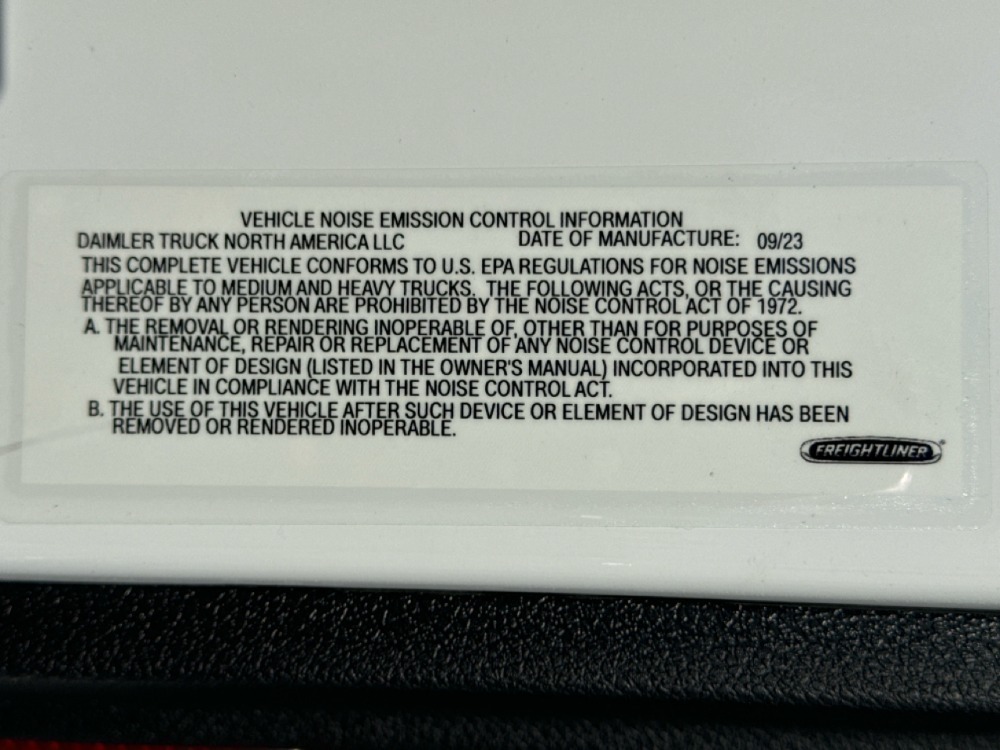 VEHICLE NOISE EMISSION CONTROL INFORMATION
DAIMLER TRUCK NORTH AMERICA LLC DATE OF MANUFACTURE: 09/23
THIS COMPLETE VEHICLE CONFORMS TO U.S. EPA REGULATIONS FOR NOISE EMISSIONS
APPLICABLE TO MEDIUM AND HEAVY TRUCKS. THE FOLLOWING ACTS, OR THE CAUSING
THEREOF BY ANY PERSON ARE PROHIBITED BY THE NOISE CONTROL ACT OF 1972.
A. THE REMOVAL OR RENDERING INOPERABLE OF, OTHER THAN FOR PURPOSES OF
MAINTENANCE, REPAIR OR REPLACEMENT OF ANY NOISE CONTROL DEVICE OR
ELEMENT OF DESIGN (LISTED IN THE OWNER'S MANUAL) INCORPORATED INTO THIS
VEHICLE IN COMPLIANCE WITH THE NOISE CONTROL ACT.
B. THE USE OF THIS VEHICLE AFTER SUCH DEVICE OR ELEMENT OF DESIGN HAS BEEN
REMOVED OR RENDERED INOPERABLE.
FREIGHTLINER